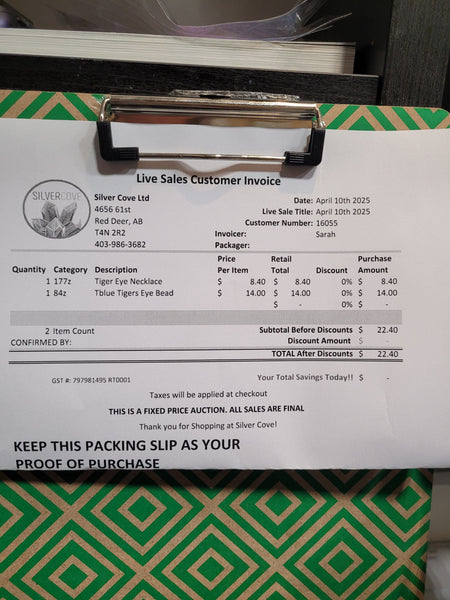 Live Sales Customer Invoice
SILVERCOVE
Silver Cove Ltd
4656 61st
Red Deer, AB
T4N 2R2
403-986-3682
Date: April 10th 2025
Live Sale Title: April 10th 2025
Customer Number: 16055
Invoicer: Sarah
Packager:
Quantity Category Description Price Per Item Retail Total Discount Purchase Amount
1 177z Tiger Eye Necklace $ 8.40 $ 8.40 0% $ 8.40
1 84z Tblue Tigers Eye Bead $ 14.00 $ 14.00 0% $ 14.00
$ - 0% $ -
2 Item Count Subtotal Before Discounts $ 22.40
CONFIRMED BY: Discount Amount $ -
TOTAL After Discounts $ 22.40
GST #: 797981495 RT0001 Your Total Savings Today!! $ -
Taxes will be applied at checkout
THIS IS A FIXED PRICE AUCTION. ALL SALES ARE FINAL
Thank you for Shopping at Silver Cove!
KEEP THIS PACKING SLIP AS YOUR
PROOF OF PURCHASE